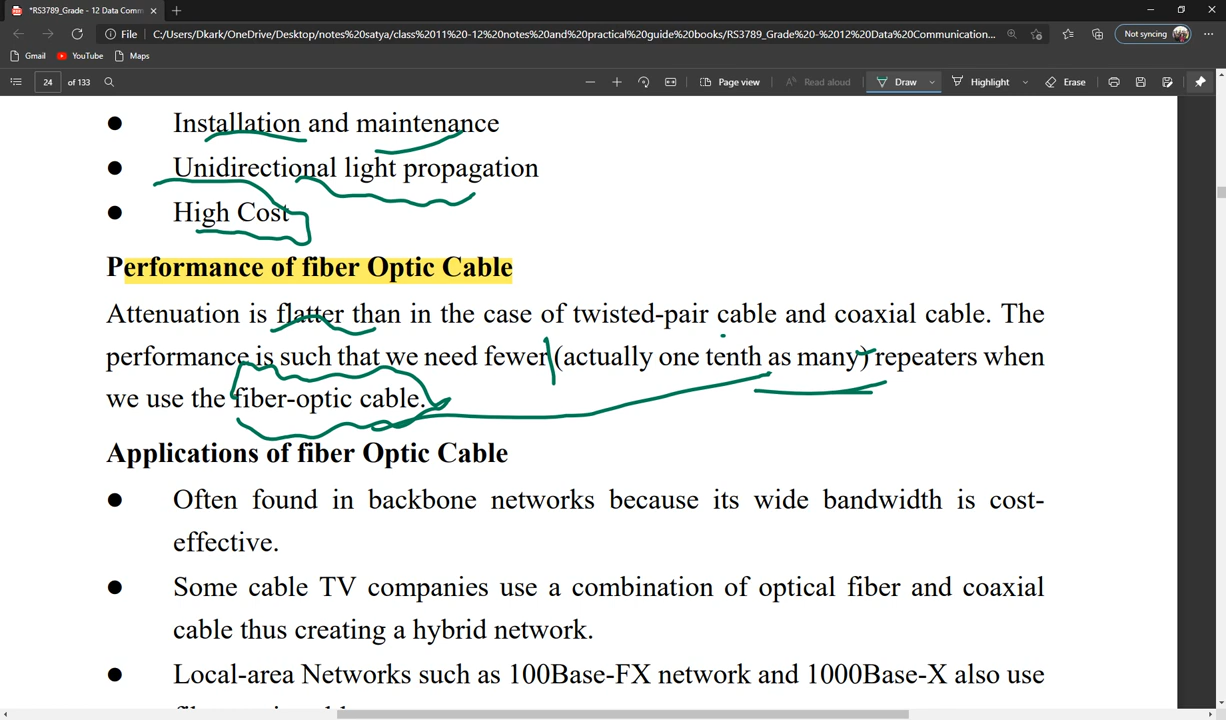 *RS3789_Grade - 12 Data Comm
File C:/Users/Dkark/OneDrive/Desktop/notes%20satya/class%2011%20-12%20notes%20and%20practical%20guide%20books/RS3789_Grade%20-%2012%20Data%20Communication... Not syncing
Gmail YouTube Maps
24 of 133 Page view Read aloud Draw Highlight Erase
● Installation and maintenance
● Unidirectional light propagation
● High Cost
Performance of fiber Optic Cable
Attenuation is flatter than in the case of twisted-pair cable and coaxial cable. The
performance is such that we need fewer (actually one tenth as many) repeaters when
we use the fiber-optic cable.
Applications of fiber Optic Cable
● Often found in backbone networks because its wide bandwidth is cost-
effective.
● Some cable TV companies use a combination of optical fiber and coaxial
cable thus creating a hybrid network.
● Local-area Networks such as 100Base-FX network and 1000Base-X also use